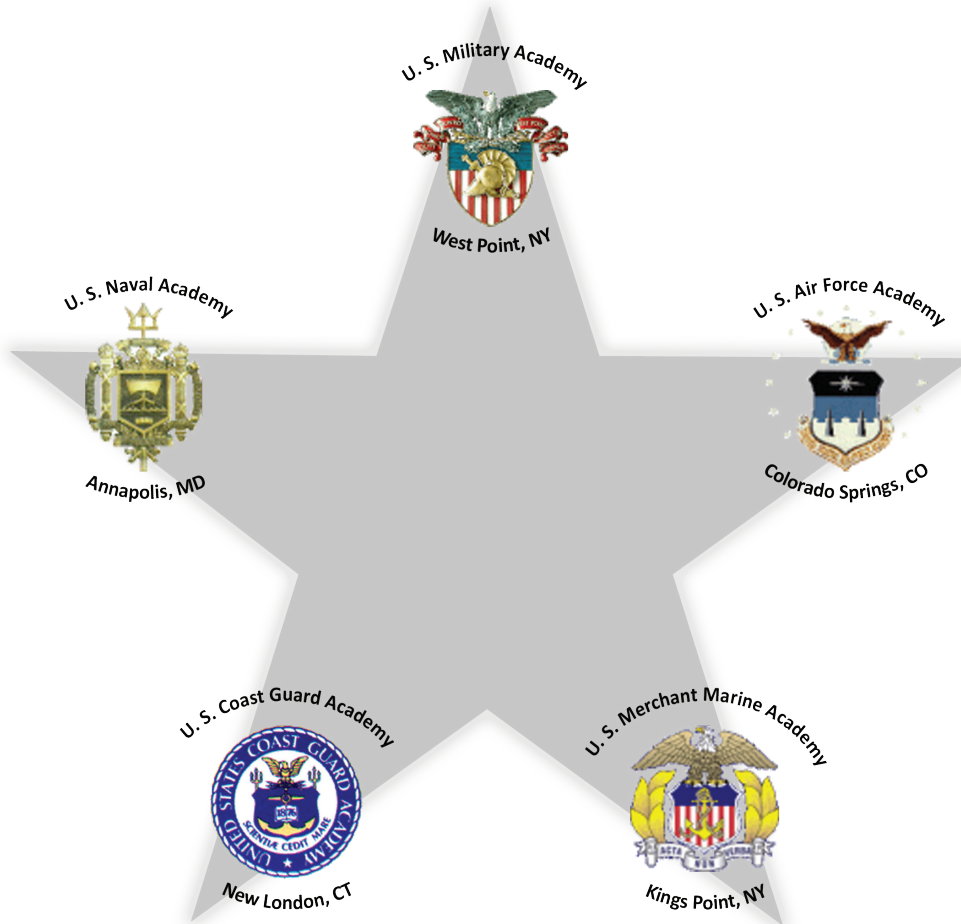 U. S. Military Academy
West Point, NY
U. S. Naval Academy
Annapolis, MD
U. S. Air Force Academy
Colorado Springs, CO
U. S. Coast Guard Academy
UNITED STATES COAST GUARD ACADEMY
1876
SCIENTIÆ CEDIT MARE
New London, CT
U. S. Merchant Marine Academy
ACTA NON VERBA
Kings Point, NY